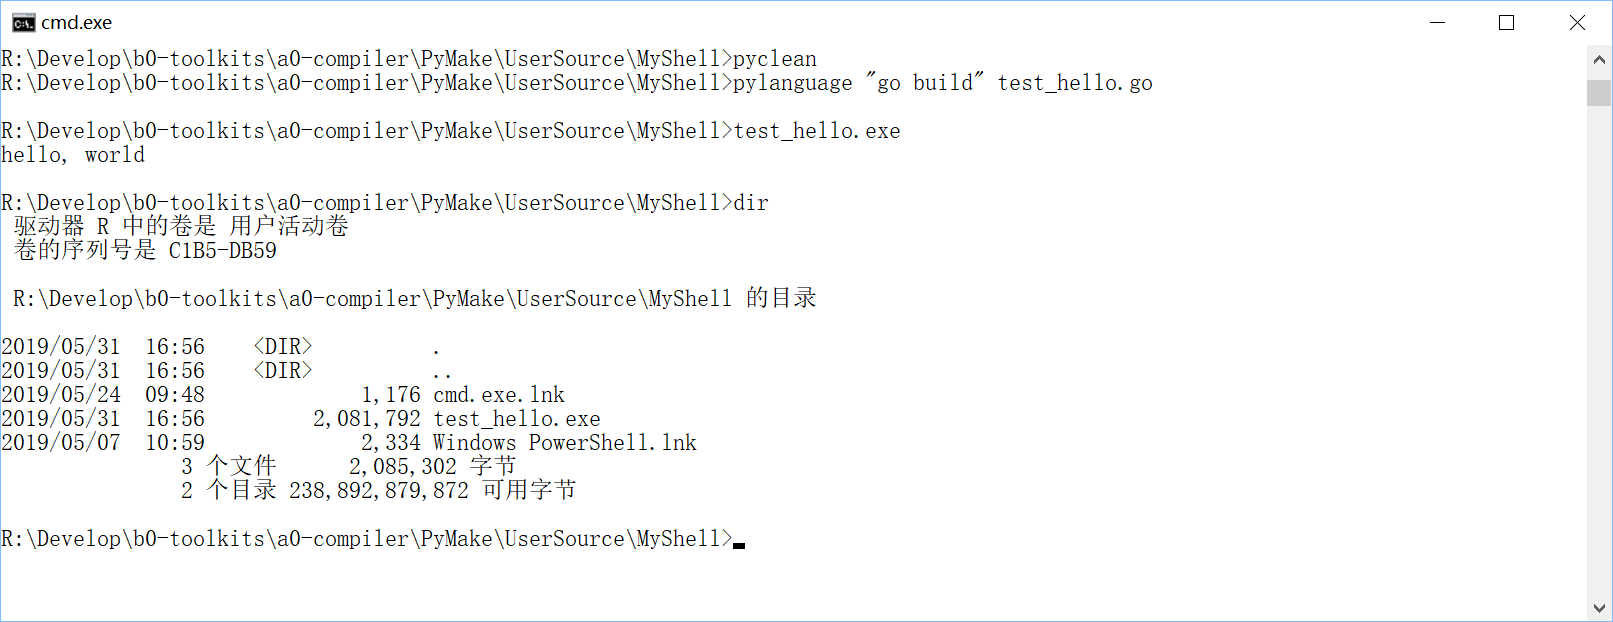 cmd.exe
R:\Develop\b0-toolkits\a0-compiler\PyMake\UserSource\MyShell>pyclean
R:\Develop\b0-toolkits\a0-compiler\PyMake\UserSource\MyShell>pylanguage "go build" test_hello.go
R:\Develop\b0-toolkits\a0-compiler\PyMake\UserSource\MyShell>test_hello.exe
hello, world
R:\Develop\b0-toolkits\a0-compiler\PyMake\UserSource\MyShell>dir
驱动器 R 中的卷是 用户活动卷
卷的序列号是 C1B5-DB59
R:\Develop\b0-toolkits\a0-compiler\PyMake\UserSource\MyShell 的目录
2019/05/31  16:56    <DIR>          .
2019/05/31  16:56    <DIR>          ..
2019/05/24  09:48             1,176 cmd.exe.lnk
2019/05/31  16:56         2,081,792 test_hello.exe
2019/05/07  10:59             2,334 Windows PowerShell.lnk
3 个文件      2,085,302 字节
2 个目录 238,892,879,872 可用字节
R:\Develop\b0-toolkits\a0-compiler\PyMake\UserSource\MyShell>